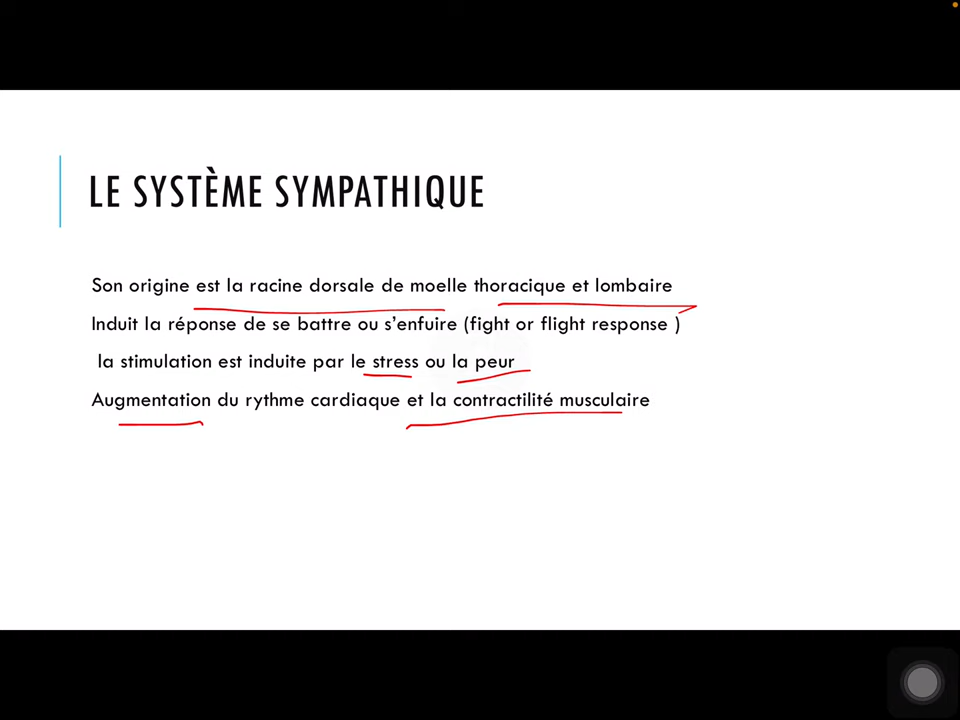 LE SYSTÈME SYMPATHIQUE
Son origine est la racine dorsale de moelle thoracique et lombaire
Induit la réponse de se battre ou s'enfuire (fight or flight response )
la stimulation est induite par le stress ou la peur
Augmentation du rythme cardiaque et la contractilité musculaire